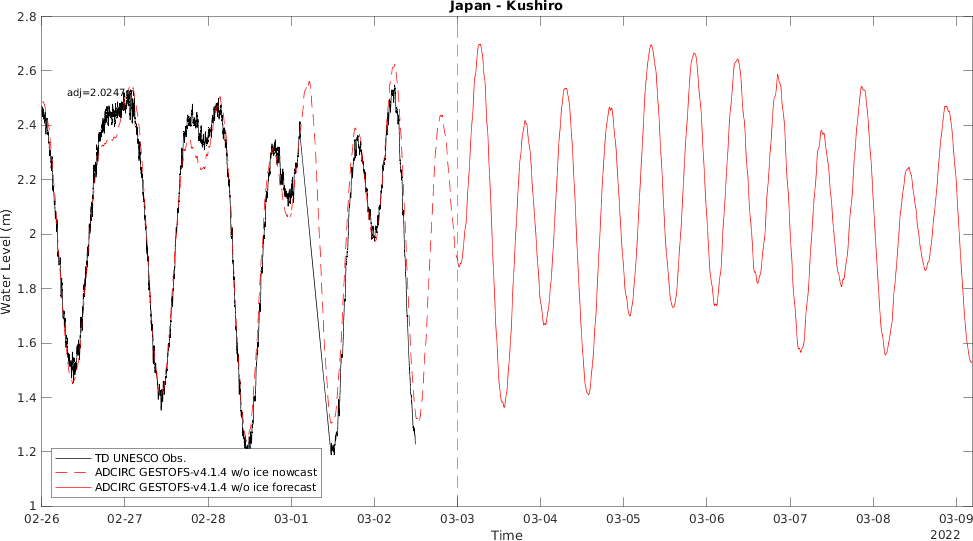 Japan - Kushiro
2.8
2.6
2.4
2.2
2
1.8
1.6
1.4
1.2
1
Water Level (m)
adj=2.0247
TD UNESCO Obs.
ADCIRC GESTOFS-v4.1.4 w/o ice nowcast
ADCIRC GESTOFS-v4.1.4 w/o ice forecast
02-26 02-27 02-28 03-01 03-02 03-03 03-04 03-05 03-06 03-07 03-08 03-09
Time
2022